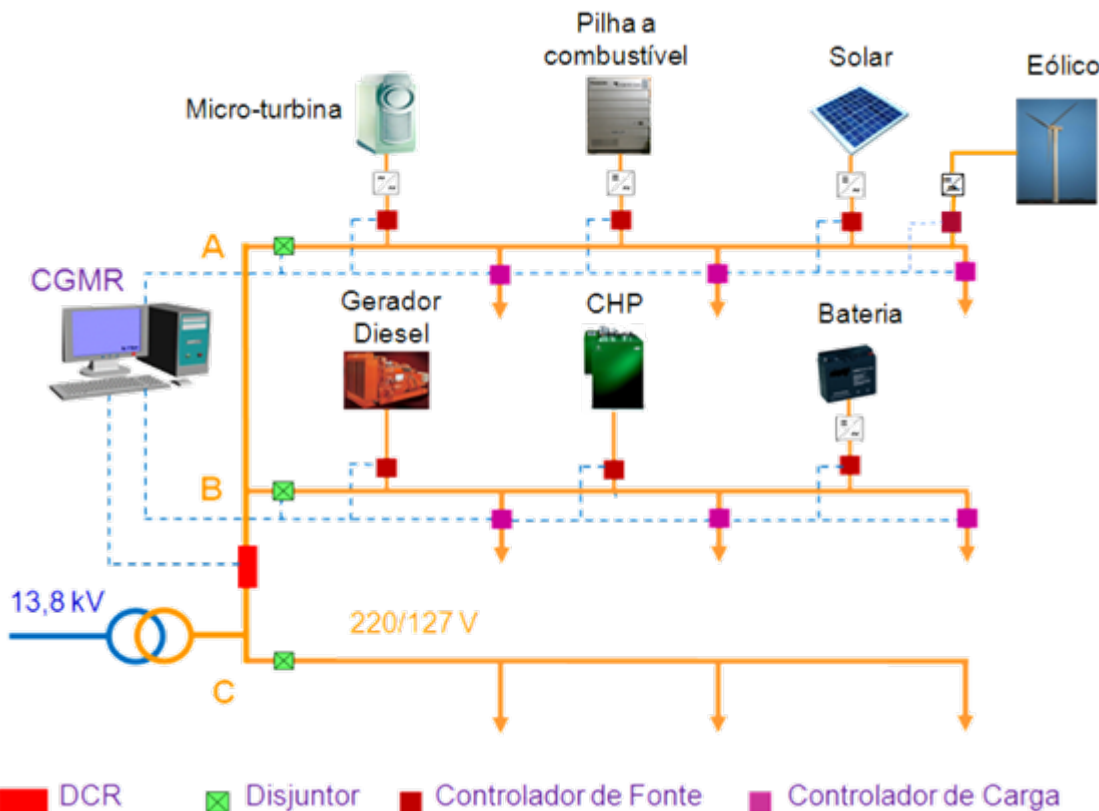 Pilha a
combustível
Solar
Eólico
Micro-turbina
A
CGMR
Gerador
Diesel
CHP
Bateria
B
13,8 kV
220/127 V
C
DCR
Disjuntor
Controlador de Fonte
Controlador de Carga